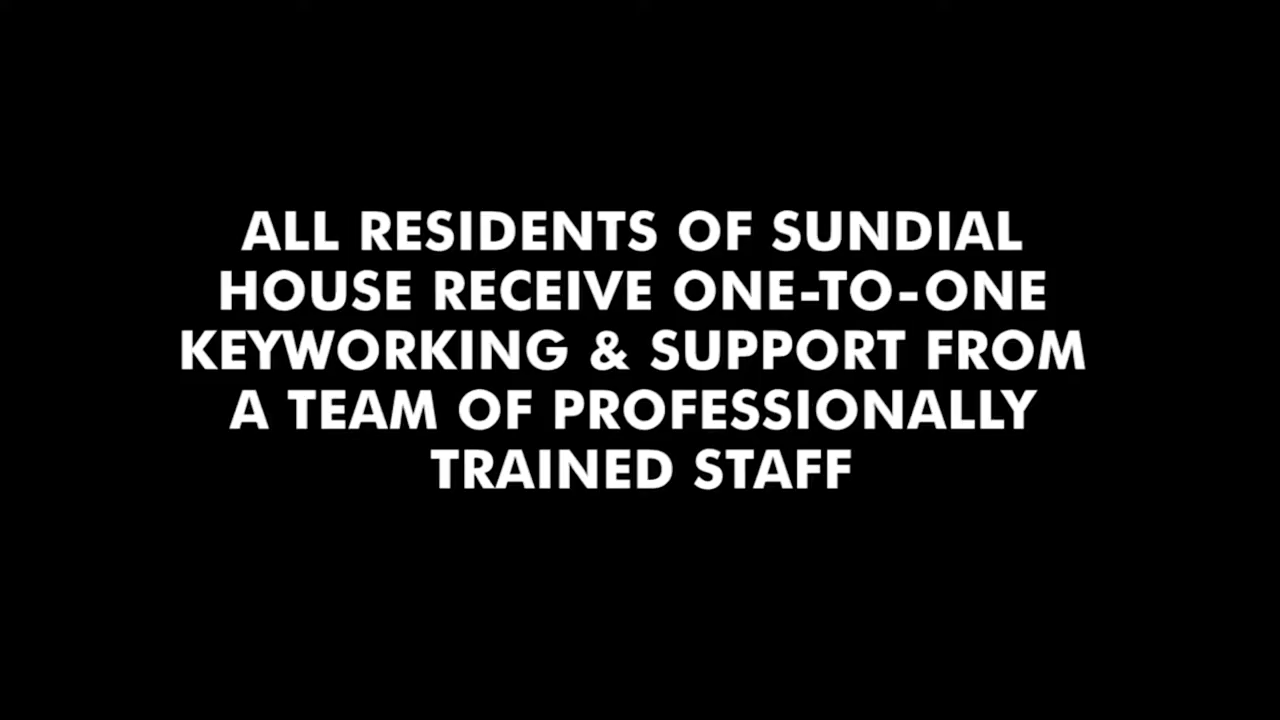 ALL RESIDENTS OF SUNDIAL
HOUSE RECEIVE ONE-TO-ONE
KEYWORKING & SUPPORT FROM
A TEAM OF PROFESSIONALLY
TRAINED STAFF